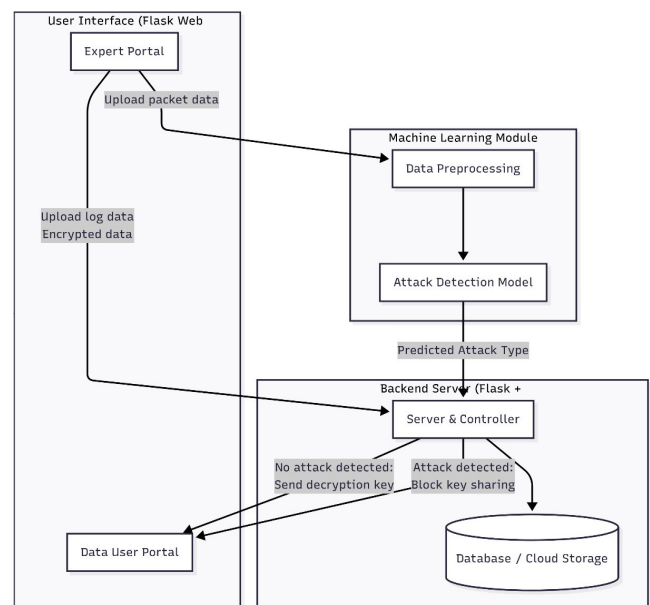 User Interface (Flask Web
Expert Portal
Upload packet data
Machine Learning Module
Data Preprocessing
Upload log data
Encrypted data
Attack Detection Model
Predicted Attack Type
Backend Server (Flask +
Server & Controller
No attack detected:
Send decryption key
Attack detected:
Block key sharing
Data User Portal
Database / Cloud Storage